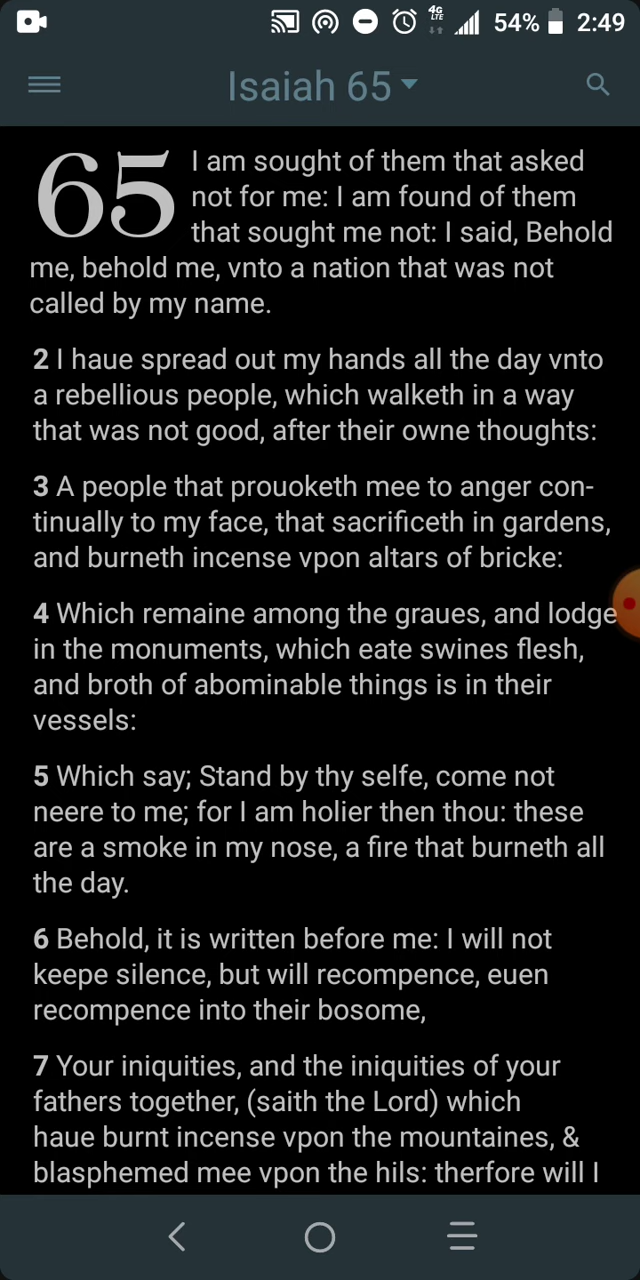 4G
LTE
54%
2:49
Isaiah 65
65 I am sought of them that asked
not for me: I am found of them
that sought me not: I said, Behold
me, behold me, vnto a nation that was not
called by my name.
2 I haue spread out my hands all the day vnto
a rebellious people, which walketh in a way
that was not good, after their owne thoughts:
3 A people that prouoketh mee to anger con-
tinually to my face, that sacrificeth in gardens,
and burneth incense vpon altars of bricke:
4 Which remaine among the graues, and lodge
in the monuments, which eate swines flesh,
and broth of abominable things is in their
vessels:
5 Which say; Stand by thy selfe, come not
neere to me; for I am holier then thou: these
are a smoke in my nose, a fire that burneth all
the day.
6 Behold, it is written before me: I will not
keepe silence, but will recompence, euen
recompence into their bosome,
7 Your iniquities, and the iniquities of your
fathers together, (saith the Lord) which
haue burnt incense vpon the mountaines, &
blasphemed mee vpon the hils: therfore will I